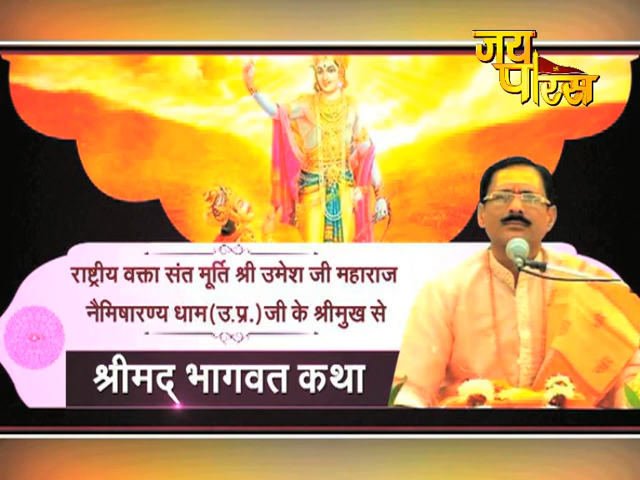 जय
पारस
राष्ट्रीय वक्ता संत मूर्ति श्री उमेश जी महाराज
नैमिषारण्य धाम(उ.प्र.)जी के श्रीमुख से
श्रीमद् भागवत कथा